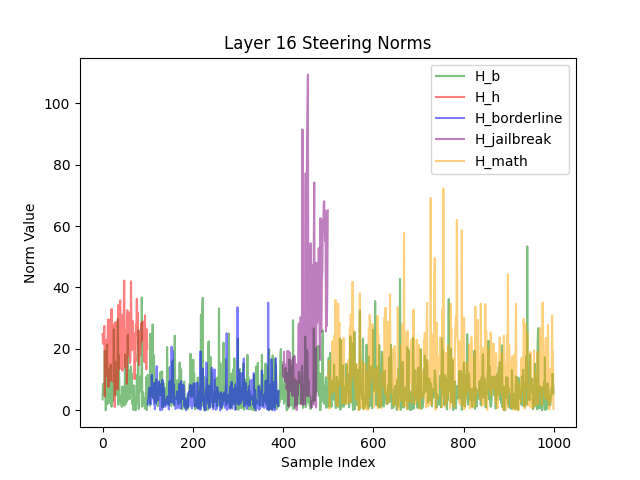 Layer 16 Steering Norms
H_b
H_h
H_borderline
H_jailbreak
H_math
Norm Value
100
80
60
40
20
0
0 200 400 600 800 1000
Sample Index